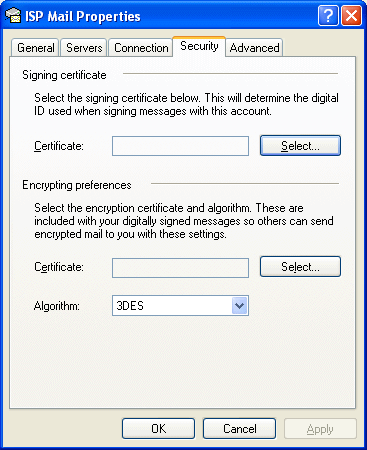 ISP Mail Properties
General Servers Connection Security Advanced
Signing certificate
Select the signing certificate below. This will determine the digital
ID used when signing messages with this account.
Certificate: Select...
Encrypting preferences
Select the encryption certificate and algorithm. These are
included with your digitally signed messages so others can send
encrypted mail to you with these settings.
Certificate: Select...
Algorithm: 3DES
OK Cancel Apply